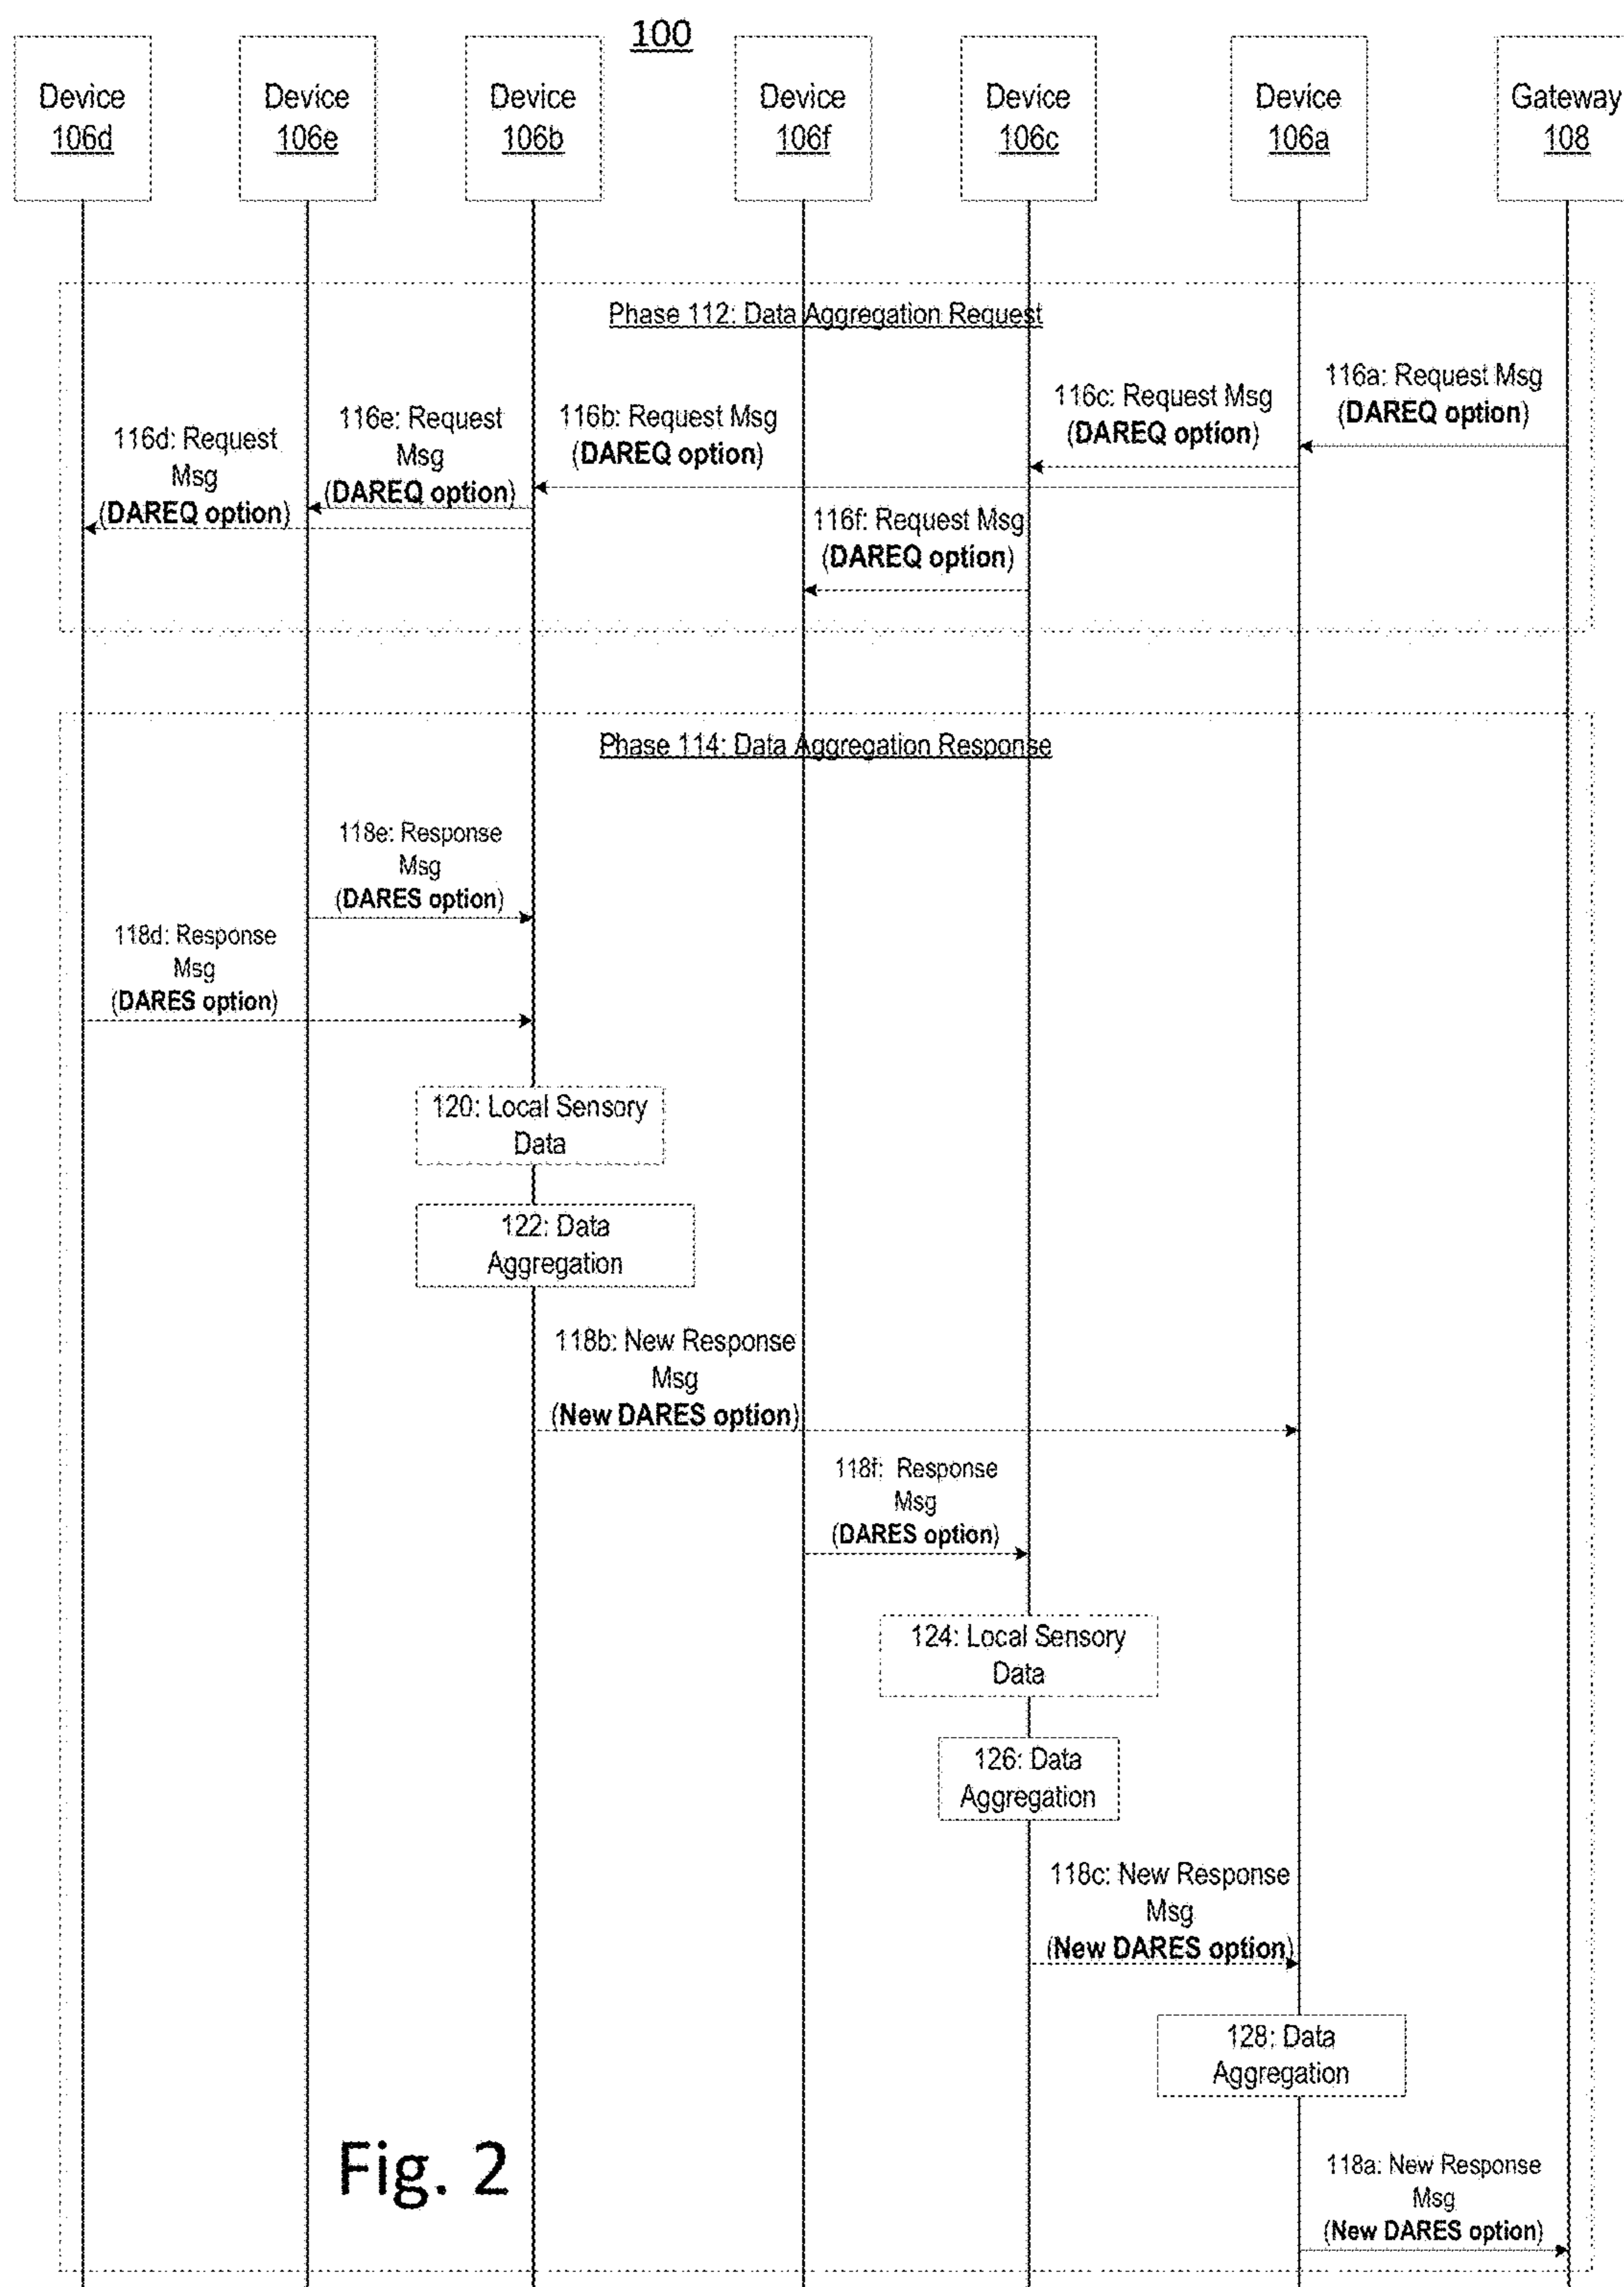 100
Device
106d
Device
106e
Device
106b
Device
106f
Device
106c
Device
106a
Gateway
108
Phase 112: Data Aggregation Request
116a: Request Msg
(DAREQ option)
116c: Request Msg
(DAREQ option)
116b: Request Msg
(DAREQ option)
116e: Request
Msg
(DAREQ option)
116d: Request
Msg
(DAREQ option)
116f: Request Msg
(DAREQ option)
Phase 114: Data Aggregation Response
118e: Response
Msg
(DARES option)
118d: Response
Msg
(DARES option)
120: Local Sensory
Data
122: Data
Aggregation
118b: New Response
Msg
(New DARES option)
118f: Response
Msg
(DARES option)
124: Local Sensory
Data
126: Data
Aggregation
118c: New Response
Msg
(New DARES option)
128: Data
Aggregation
118a: New Response
Msg
(New DARES option)
Fig. 2